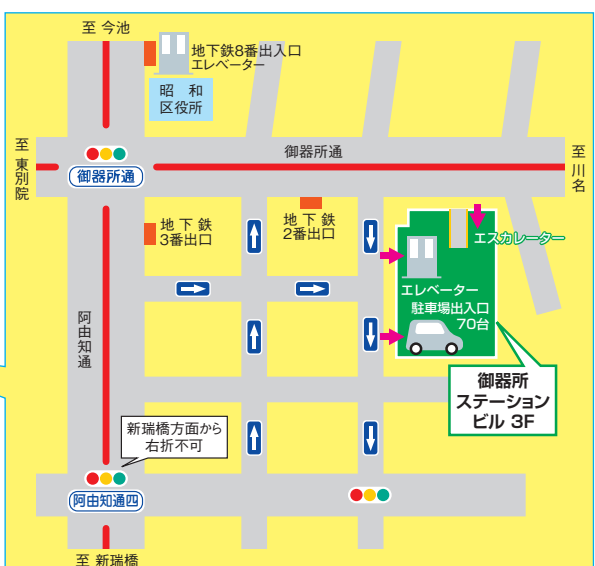 至 今池
地下鉄8番出入口
エレベーター
昭 和
区役所
至 東別院
御器所通
御器所通
至 川名
地 下 鉄
3番出口
地 下 鉄
2番出口
エスカレーター
エレベーター
駐車場出入口
70台
阿由知通
御器所
ステーション
ビル 3F
新瑞橋方面から
右折不可
阿由知通四
至 新瑞橋